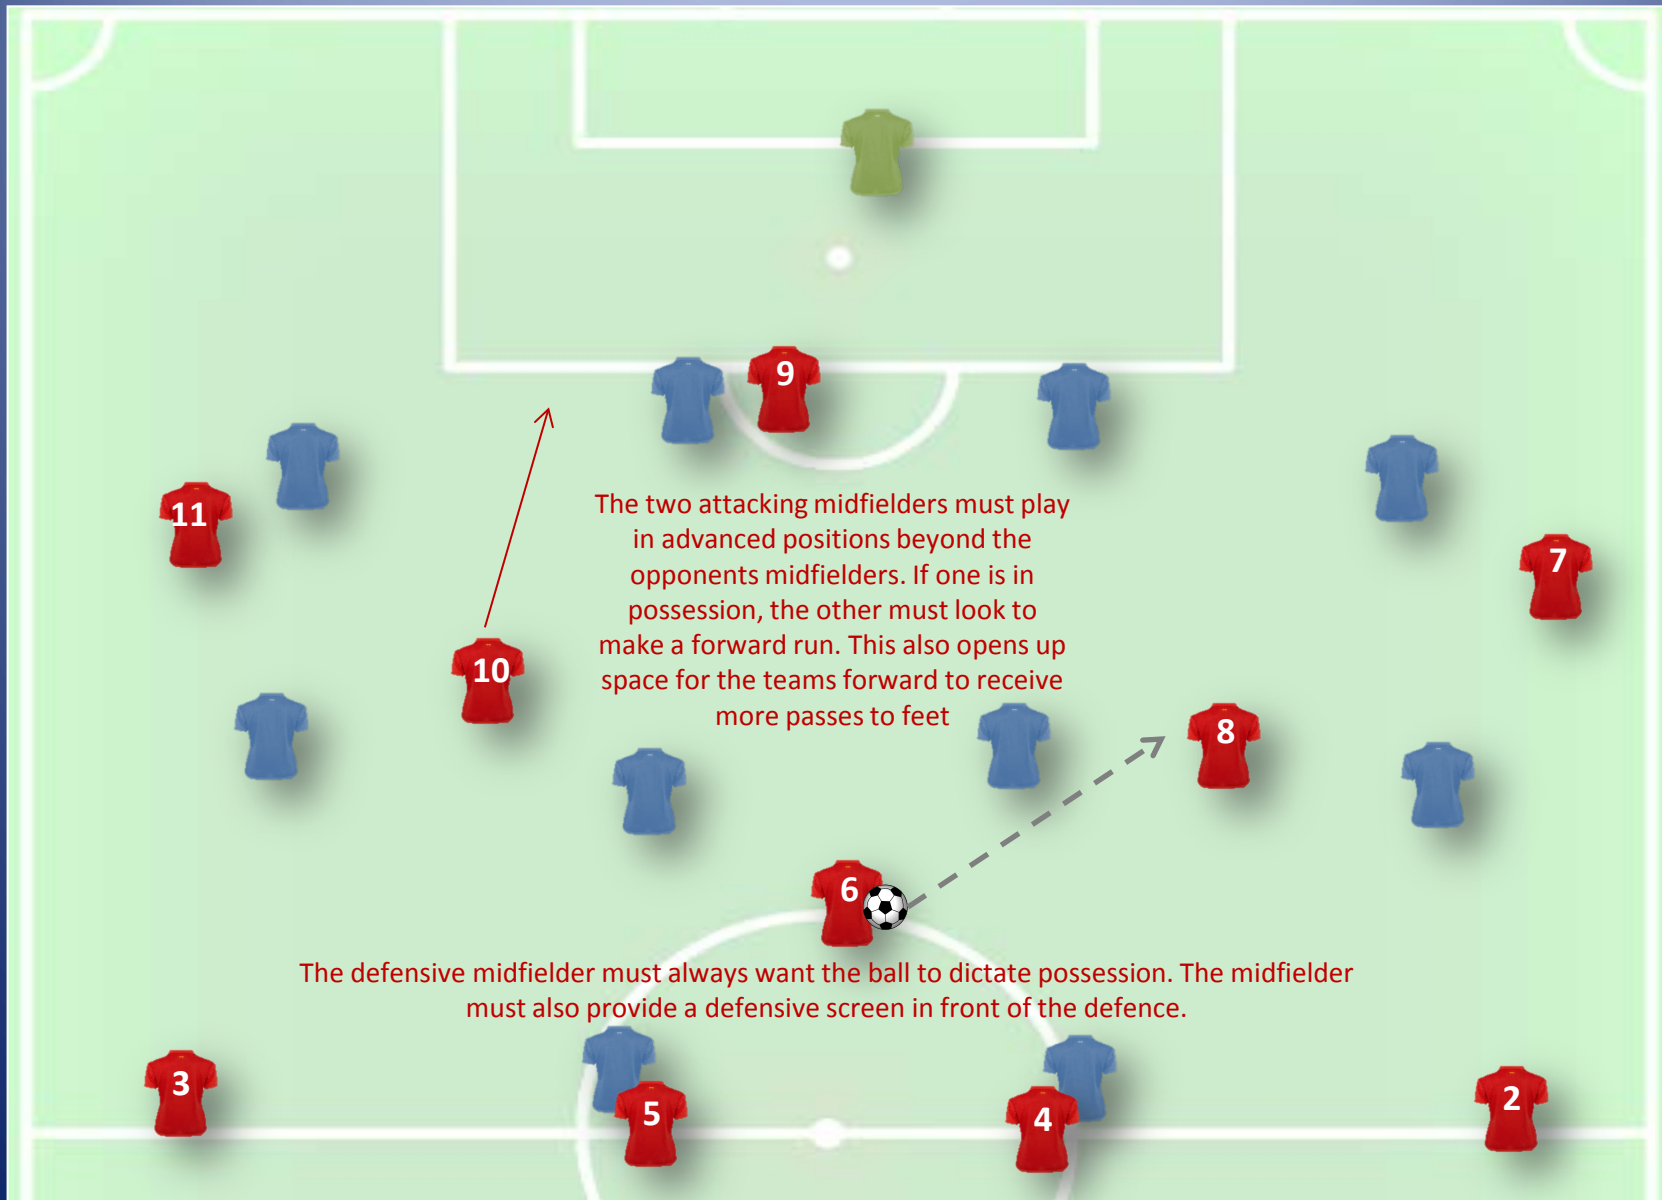 9
11
The two attacking midfielders must play
in advanced positions beyond the
opponents midfielders. If one is in
possession, the other must look to
make a forward run. This also opens up
space for the teams forward to receive
more passes to feet
7
10
8
6
The defensive midfielder must always want the ball to dictate possession. The midfielder
must also provide a defensive screen in front of the defence.
3
5
4
2